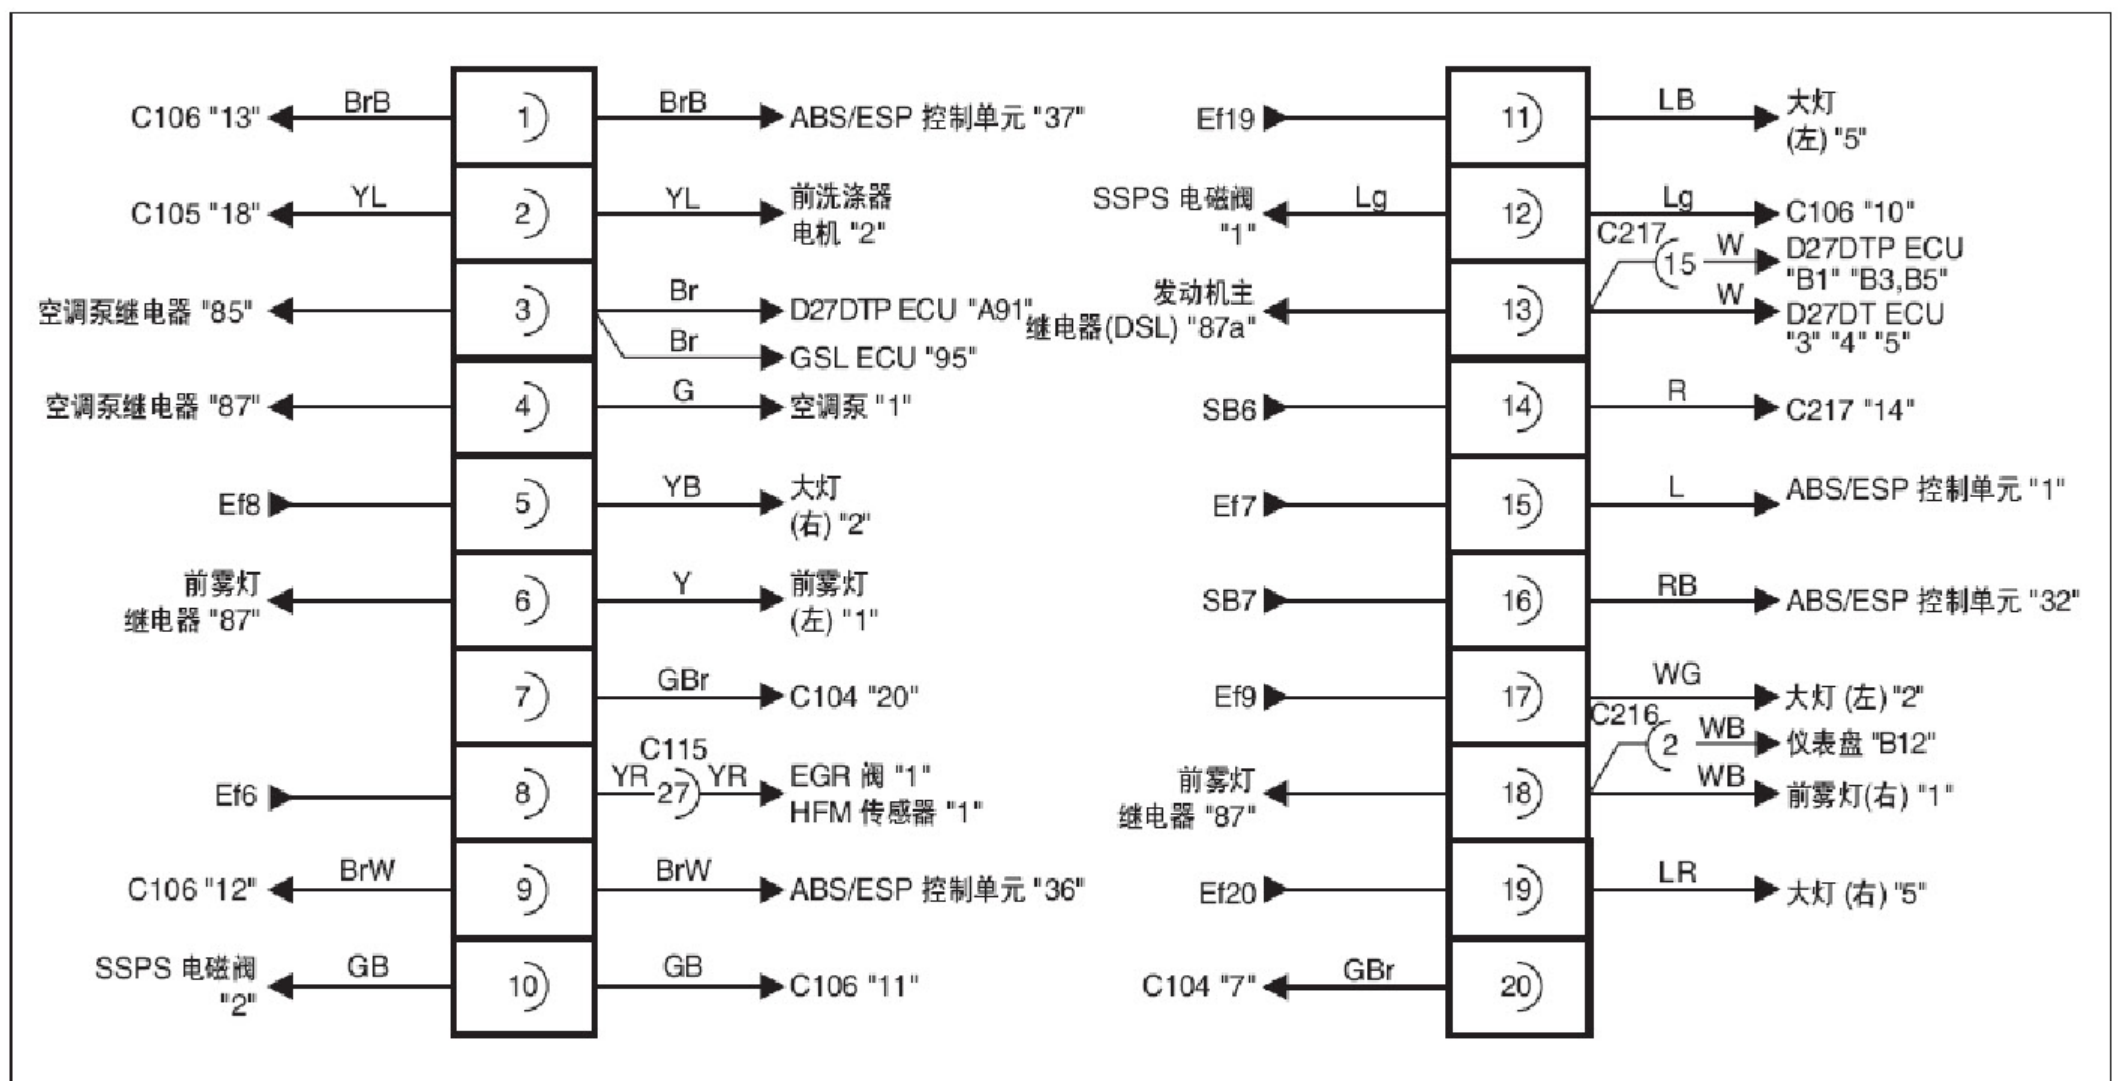 C106 "13" BrB 1 BrB ABS/ESP 控制单元 "37"
C105 "18" YL 2 YL 前洗涤器
电机 "2"
空调泵继电器 "85" 3 Br D27DTP ECU "A91"
Br GSL ECU "95"
空调泵继电器 "87" 4 G 空调泵 "1"
Ef8 5 YB 大灯
(右) "2"
前雾灯
继电器 "87" 6 Y 前雾灯
(左) "1"
7 GBr C104 "20"
C115
Ef6 8 YR 27 YR EGR 阀 "1"
HFM 传感器 "1"
C106 "12" BrW 9 BrW ABS/ESP 控制单元 "36"
SSPS 电磁阀
"2" GB 10 GB C106 "11"
Ef19 11 LB 大灯
(左) "5"
SSPS 电磁阀
"1" Lg 12 Lg C106 "10"
C217 15 W D27DTP ECU
"B1" "B3,B5"
发动机主
继电器(DSL) "87a" 13 W D27DT ECU
"3" "4" "5"
SB6 14 R C217 "14"
Ef7 15 L ABS/ESP 控制单元 "1"
SB7 16 RB ABS/ESP 控制单元 "32"
Ef9 17 WG 大灯 (左) "2"
C216 2 WB 仪表盘 "B12"
前雾灯
继电器 "87" 18 WB 前雾灯(右) "1"
Ef20 19 LR 大灯 (右) "5"
C104 "7" GBr 20